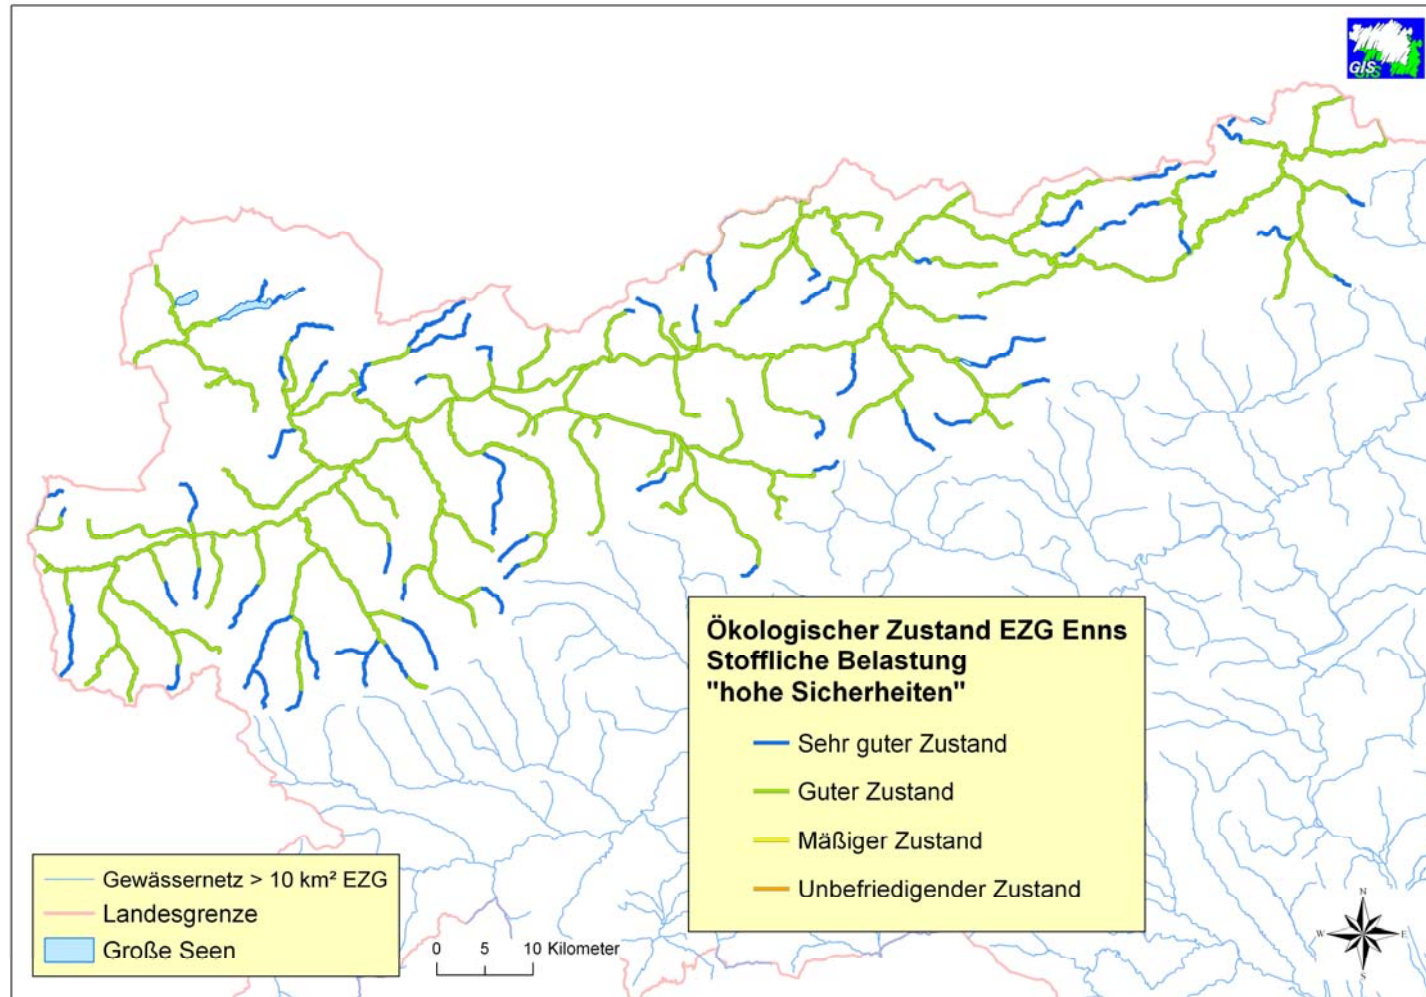 GIS
GIS
Ökologischer Zustand EZG Enns
Stoffliche Belastung
"hohe Sicherheiten"
Sehr guter Zustand
Guter Zustand
Mäßiger Zustand
Unbefriedigender Zustand
Gewässernetz > 10 km² EZG
Landesgrenze
Große Seen
0 5 10 Kilometer
N
W E
S